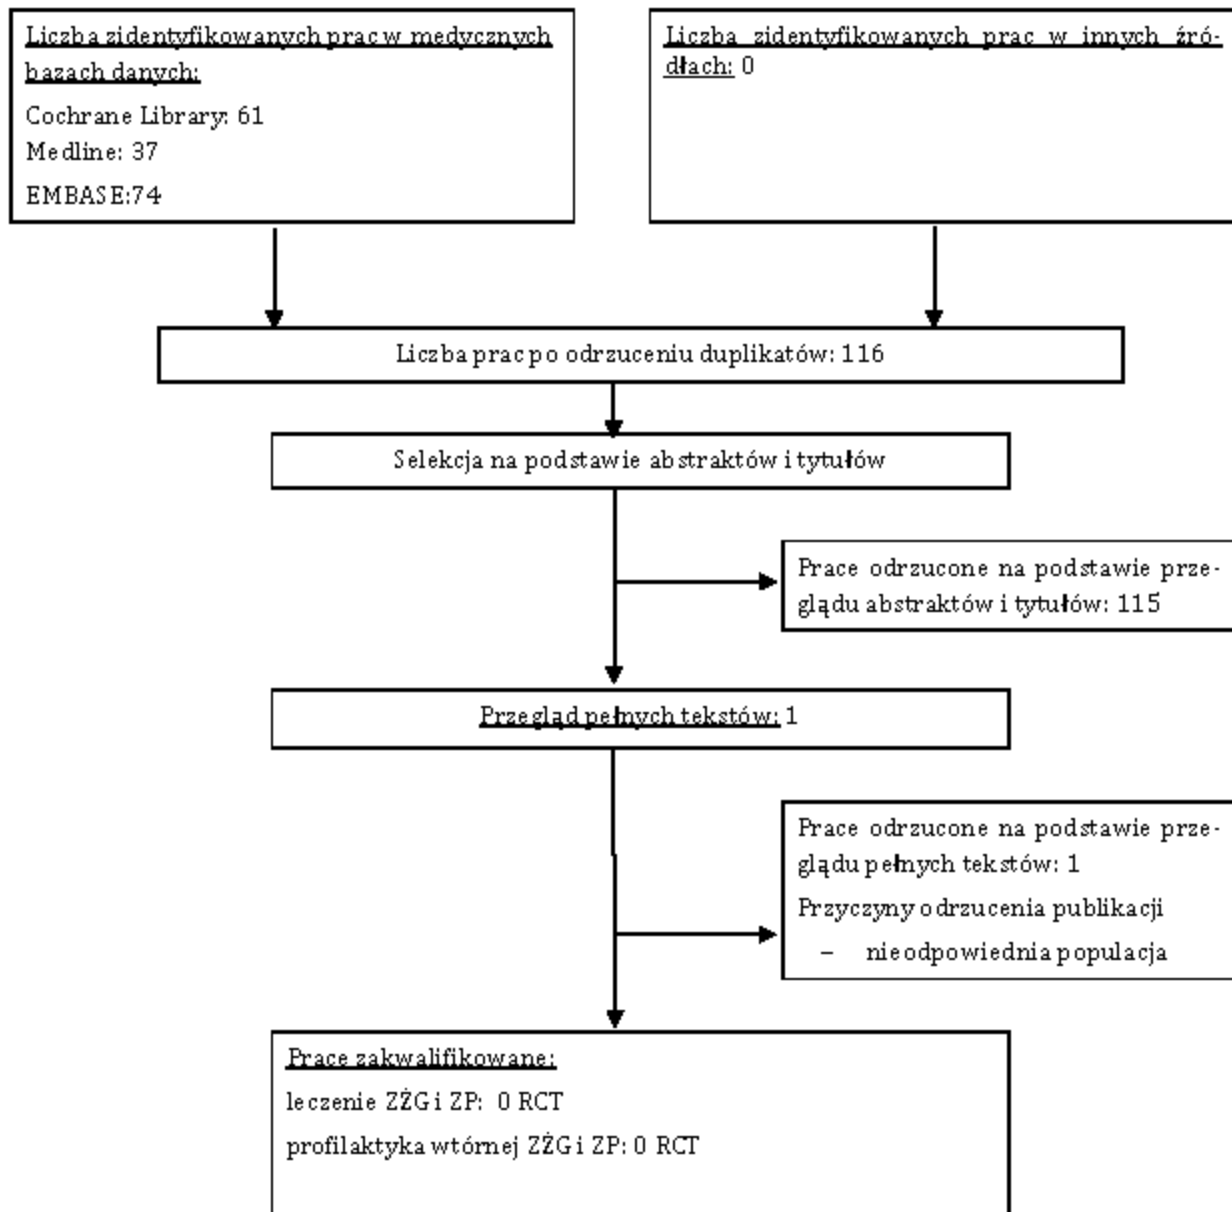 Liczba zidentyfikowanych prac w medycznych
bazach danych:
Cochrane Library: 61
Medline: 37
EMBASE:74
Liczba zidentyfikowanych prac w innych źró-
dłach: 0
Liczba prac po odrzuceniu duplikatów: 116
Selekcja na podstawie abstraktów i tytułów
Prace odrzucone na podstawie prze-
glądu abstraktów i tytułów: 115
Przegląd pełnych tekstów: 1
Prace odrzucone na podstawie prze-
glądu pełnych tekstów: 1
Przyczyny odrzucenia publikacji
– nieodpowiednia populacja
Prace zakwalifikowane:
leczenie ZŻG i ZP: 0 RCT
profilaktyka wtórnej ZŻG i ZP: 0 RCT